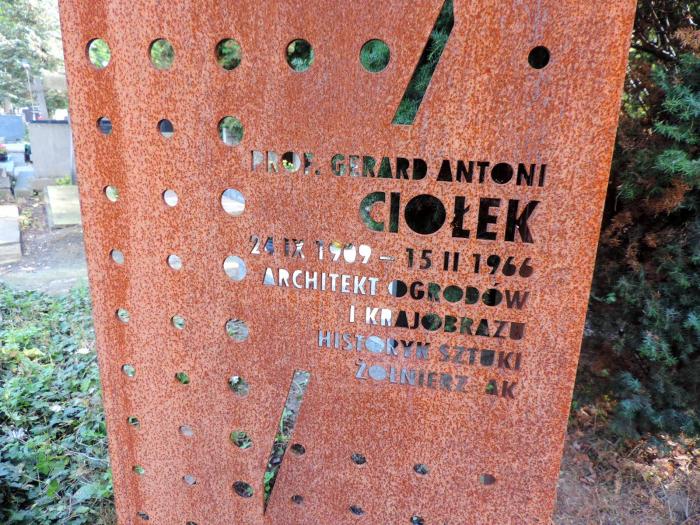 PROF. GERARD ANTONI
CIOŁEK
24 IX 1909 – 15 II 1966
ARCHITEKT OGRODÓW
I KRAJOBRAZU
HISTORYK SZTUKI
ŻOŁNIERZ AK